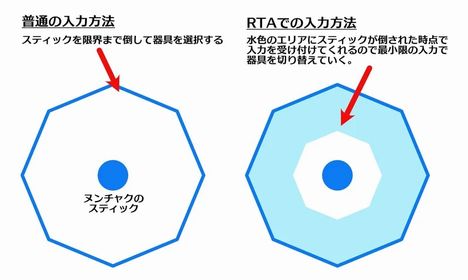 普通の入力方法
スティックを限界まで倒して器具を選択する
ヌンチャクの
スティック
RTAでの入力方法
水色のエリアにスティックが倒された時点で
入力を受け付けてくれるので最小限の入力で
器具を切り替えていく。